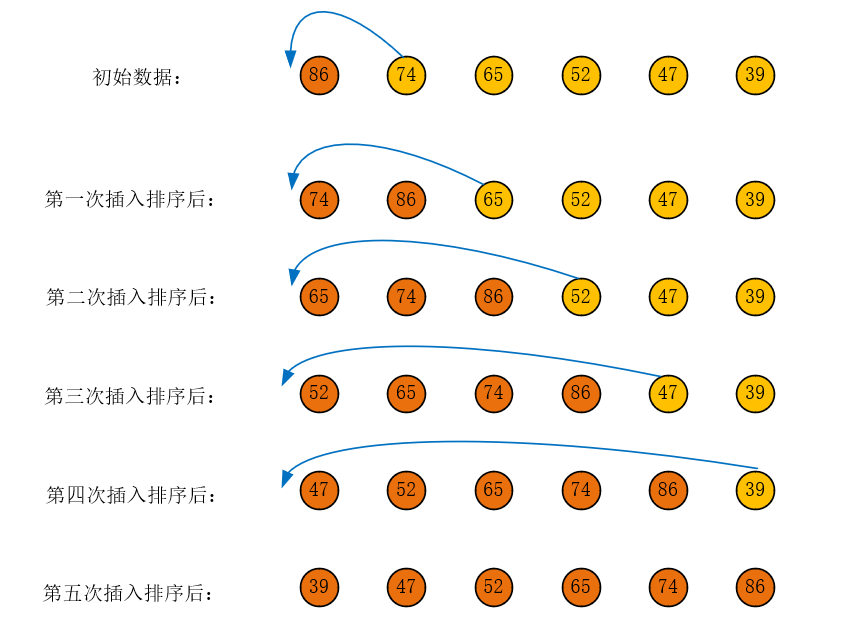 初始数据： 86 74 65 52 47 39
第一次插入排序后： 74 86 65 52 47 39
第二次插入排序后： 65 74 86 52 47 39
第三次插入排序后： 52 65 74 86 47 39
第四次插入排序后： 47 52 65 74 86 39
第五次插入排序后： 39 47 52 65 74 86